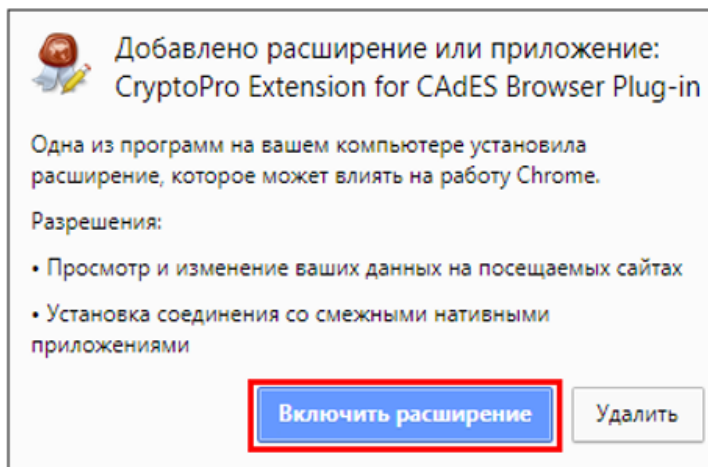 Добавлено расширение или приложение:
CryptoPro Extension for CAdES Browser Plug-in
Одна из программ на вашем компьютере установила
расширение, которое может влиять на работу Chrome.
Разрешения:
• Просмотр и изменение ваших данных на посещаемых сайтах
• Установка соединения со смежными нативными
приложениями
Включить расширение
Удалить